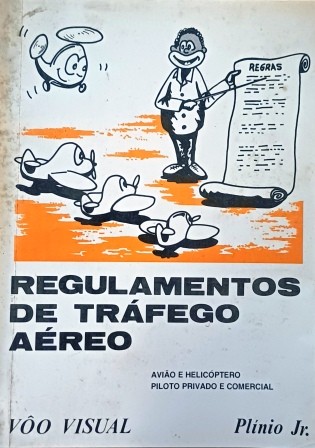 REGRAS
REGULAMENTOS
DE TRÁFEGO
AÉREO
AVIÃO E HELICÓPTERO
PILOTO PRIVADO E COMERCIAL
VÔO VISUAL Plínio Jr.